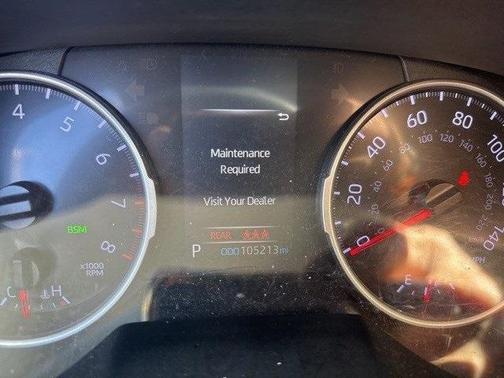 Maintenance
Required
Visit Your Dealer
REAR
P ODO 105213 mi
4
5
6
7
8
BSM
x1000
RPM
C H
0
20
40
60
80
100
140
E